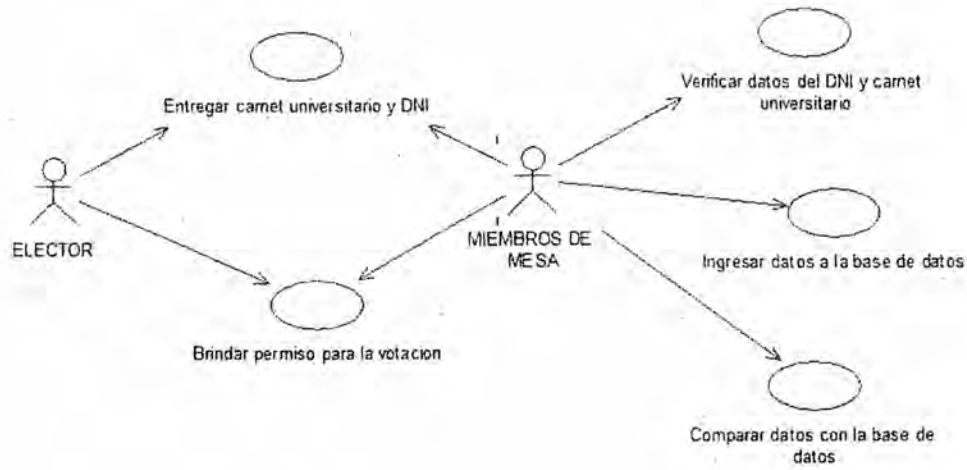 Entregar carnet universitario y DNI
Verificar datos del DNI y carnet
universitario
ELECTOR
MIEMBROS DE
MESA
Ingresar datos a la base de datos
Brindar permiso para la votacion
Comparar datos con la base de
datos